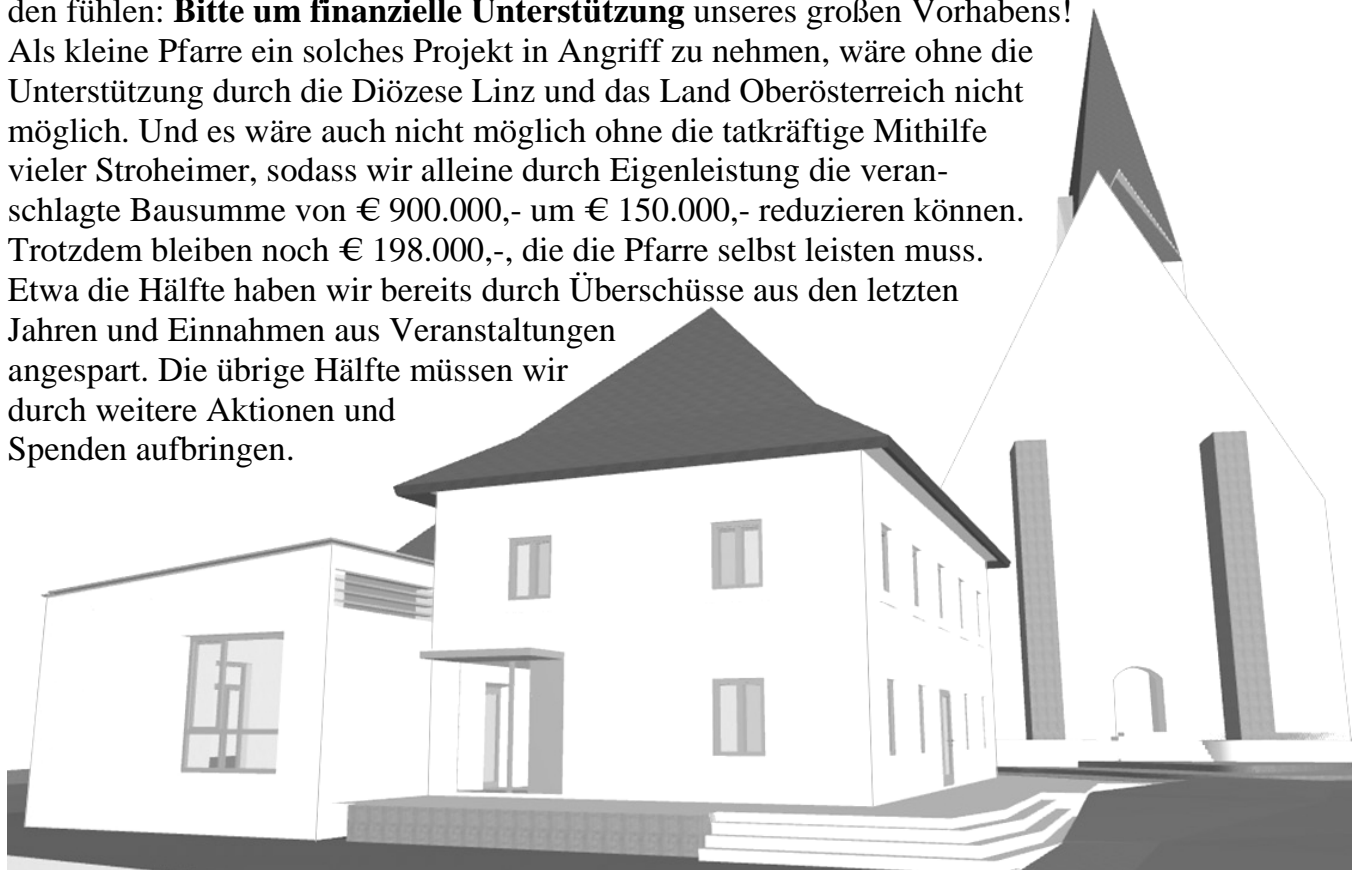 den fühlen: Bitte um finanzielle Unterstützung unseres großen Vorhabens!
Als kleine Pfarre ein solches Projekt in Angriff zu nehmen, wäre ohne die
Unterstützung durch die Diözese Linz und das Land Oberösterreich nicht
möglich. Und es wäre auch nicht möglich ohne die tatkräftige Mithilfe
vieler Stroheimer, sodass wir alleine durch Eigenleistung die veran-
schlagte Bausumme von € 900.000,- um € 150.000,- reduzieren können.
Trotzdem bleiben noch € 198.000,-, die die Pfarre selbst leisten muss.
Etwa die Hälfte haben wir bereits durch Überschüsse aus den letzten
Jahren und Einnahmen aus Veranstaltungen
angespart. Die übrige Hälfte müssen wir
durch weitere Aktionen und
Spenden aufbringen.